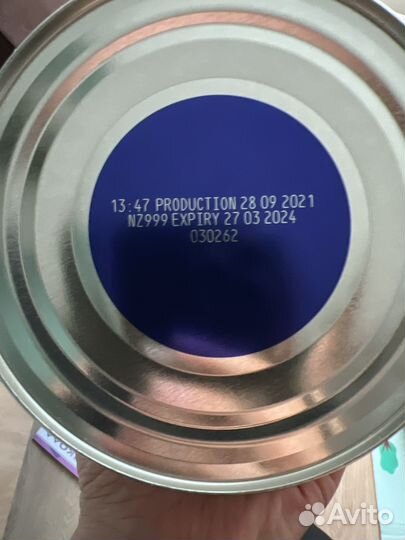 13:47 PRODUCTION 28 09 2021
NZ999 EXPIRY 27 03 2024
030262
Avito